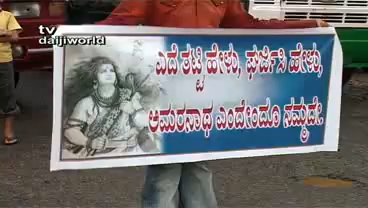 tv
daijiworld
ಎದೆ ತಟ್ಟಿ ಹೇಳು, ಘರ್ಜಿಸಿ ಹೇಳು,
ಅಮರನಾಥ ಎಂದೆಂದೂ ನಮ್ಮದೇ.